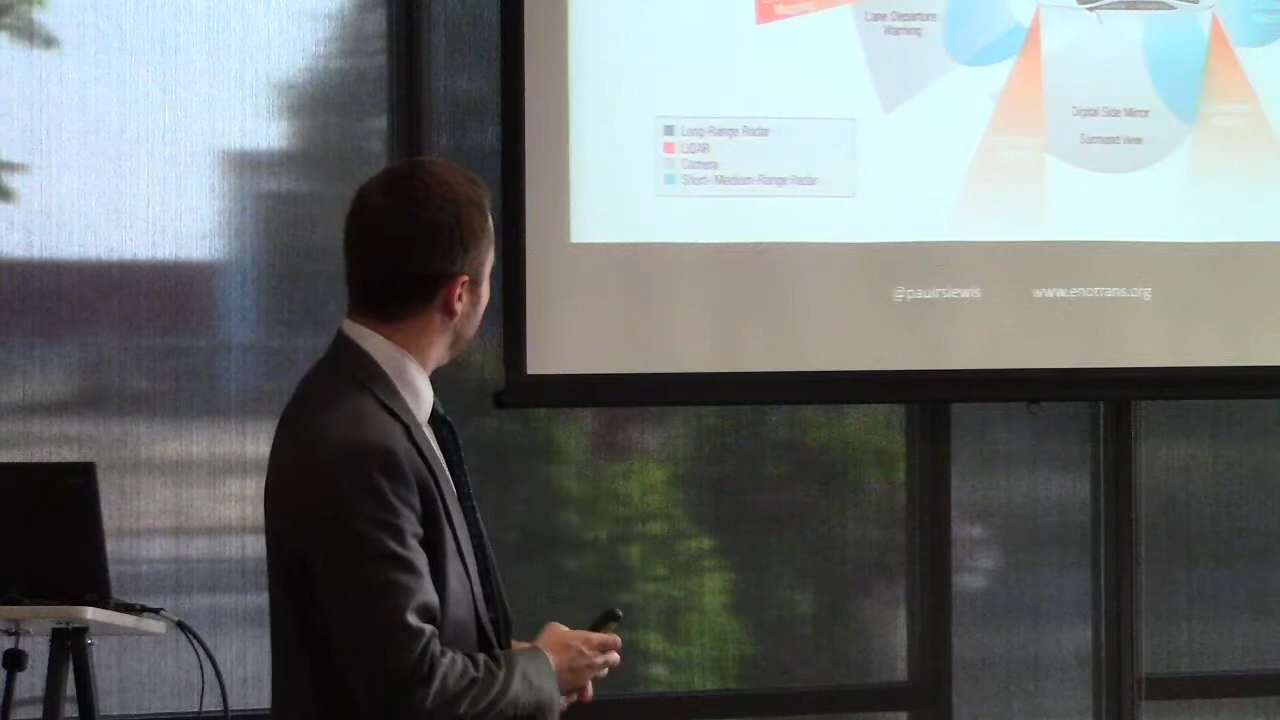 Lane Departure
Warning
Digital Side Mirror
Surround View
Long-Range Radar
LIDAR
Camera
Short-/ Medium-Range Radar
@paulrslewis
www.enotrans.org